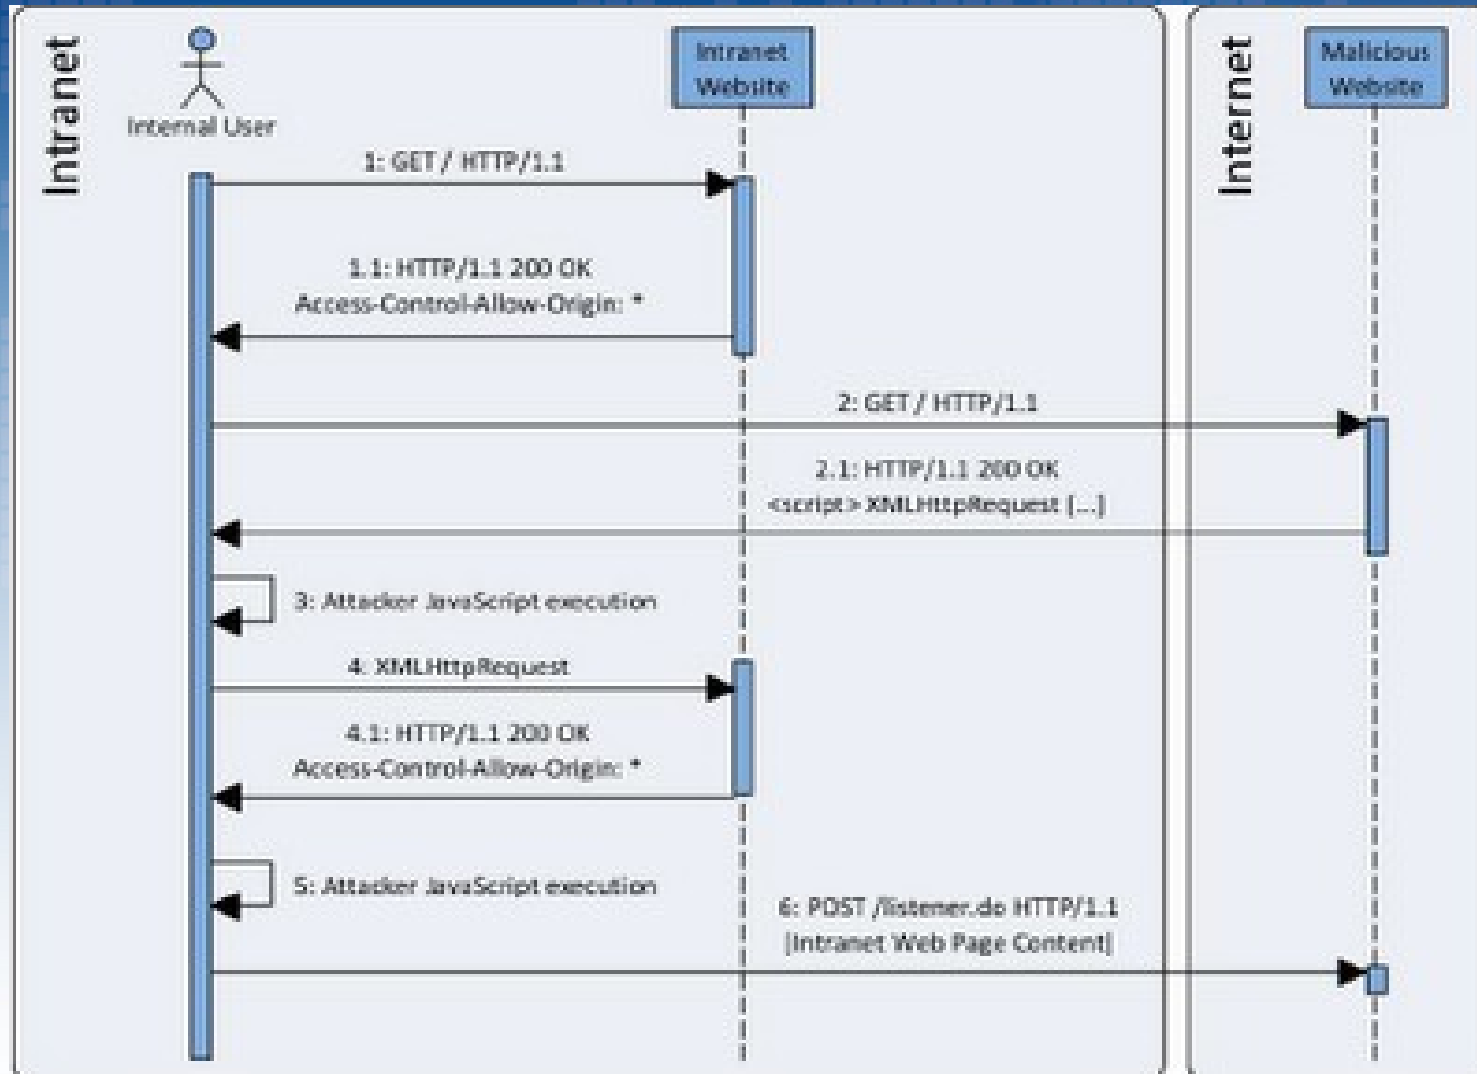 Intranet
Internal User
Intranet
Website
Internet
Malicious
Website
1: GET / HTTP/1.1
1.1: HTTP/1.1 200 OK
Access-Control-Allow-Origin: *
2: GET / HTTP/1.1
2.1: HTTP/1.1 200 OK
<script> XMLHttpRequest [...]
3: Attacker JavaScript execution
4: XMLHttpRequest
4.1: HTTP/1.1 200 OK
Access-Control-Allow-Origin: *
5: Attacker JavaScript execution
6: POST /listener.do HTTP/1.1
[Intranet Web Page Content]